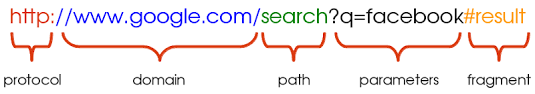 http://www.google.com/search?q=facebook#result
protocol domain path parameters fragment